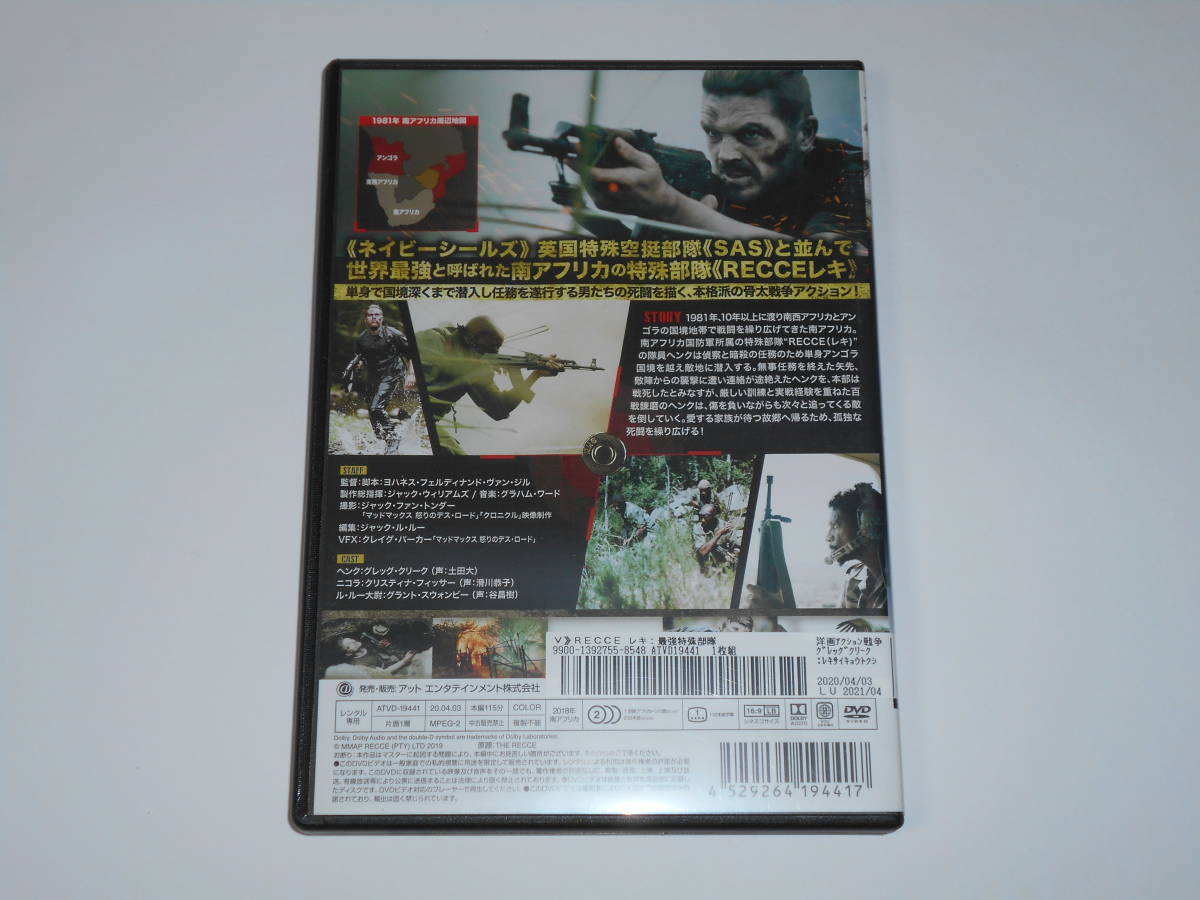 1981年 南アフリカ周辺地図
アンゴラ
南西アフリカ
南アフリカ
《ネイビーシールズ》英国特殊空挺部隊《SAS》と並んで
世界最強と呼ばれた南アフリカの特殊部隊《RECCEレキ》
単身で国境深くまで潜入し任務を遂行する男たちの死闘を描く、本格派の骨太戦争アクション!
STORY 1981年、10年以上に渡り南西アフリカとアン
ゴラの国境地帯で戦闘を繰り広げてきた南アフリカ。
南アフリカ国防軍所属の特殊部隊“RECCE(レキ)”
の隊員ヘンクは偵察と暗殺の任務のため単身アンゴラ
国境を越え敵地に潜入する。無事任務を終えた矢先、
敵陣からの襲撃に遭い連絡が途絶えたヘンクを、本部は
戦死したとみなすが、厳しい訓練と実戦経験を重ねた百
戦錬磨のヘンクは、傷を負いながらも次々と追ってくる敵
を倒していく。愛する家族が待つ故郷へ帰るため、孤独な
死闘を繰り広げる!
STAFF
監督・脚本:ヨハネス・フェルディナンド・ヴァン・ジル
製作総指揮:ジャック・ウィリアムズ / 音楽:グラハム・ワード
撮影:ジャック・ファン・トンダー
「マッドマックス 怒りのデス・ロード」「クロニクル」映像制作
編集:ジャック・ル・ルー
VFX:クレイグ・パーカー「マッドマックス 怒りのデス・ロード」
CAST
ヘンク:グレッグ・クリーク (声:土田大)
ニコラ:クリスティナ・フィッサー (声:滑川恭子)
ル・ルー大尉:グラント・スウォンビー (声:谷昌樹)
V》RECCE レキ:最強特殊部隊
9900-1392755-8548 ATVD19441 1枚組
洋画アクション戦争
グレッグクリーク
:レキサイキョウトクシ
2020/04/03
LU 2021/04
発売・販売:アット エンタテインメント株式会社
レンタル専用
ATVD-19441 20.04.03 本編115分 COLOR 2018年 南アフリカ
片面1層 MPEG-2 中古販売禁止 複製不能
2
1
16:9 LB
シネスコサイズ
DOLBY AUDIO
DVD VIDEO
Dolby, Dolby Audio and the double-D symbol are trademarks of Dolby Laboratories.
© MMAP RECCE (PTY) LTD 2019 原題:THE RECCE
4 529264 194417